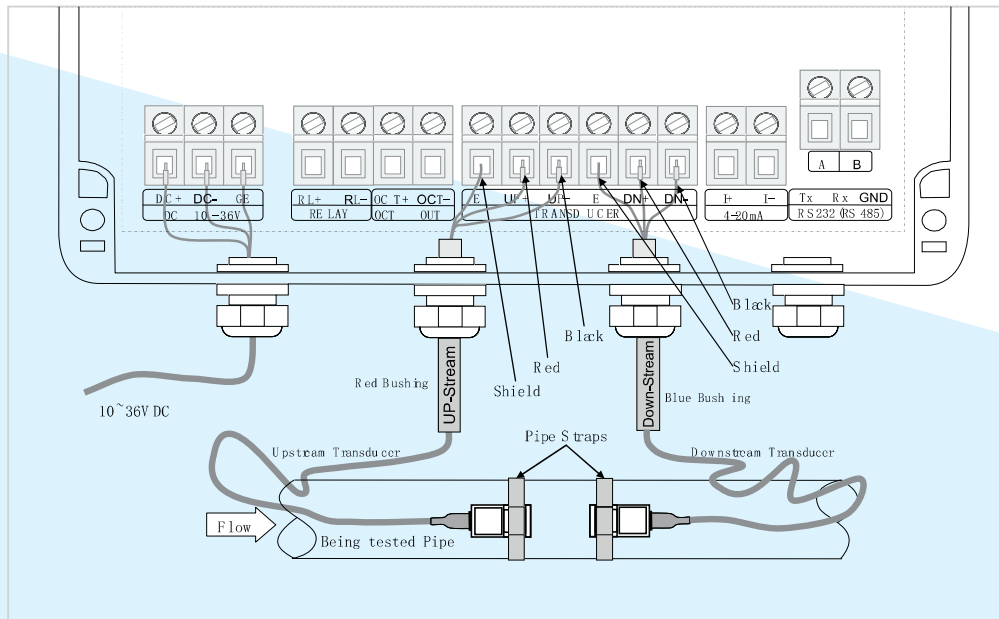 A B
DC+ DC- GE
DC 10~36V
RL+ RL- OCT+ OCT-
RELAY OCT OUT
E UP+ UP- E DN+ DN-
TRANSDUCER
I+ I-
4-20mA
Tx Rx GND
RS232 (RS 485)
Black
Red
Shield
Black
Red
Shield
Red Bushing
UP-Stream
Down-Stream
Blue Bushing
10~36V DC
Upstream Transducer
Pipe Straps
Downstream Transducer
Flow
Being tested Pipe